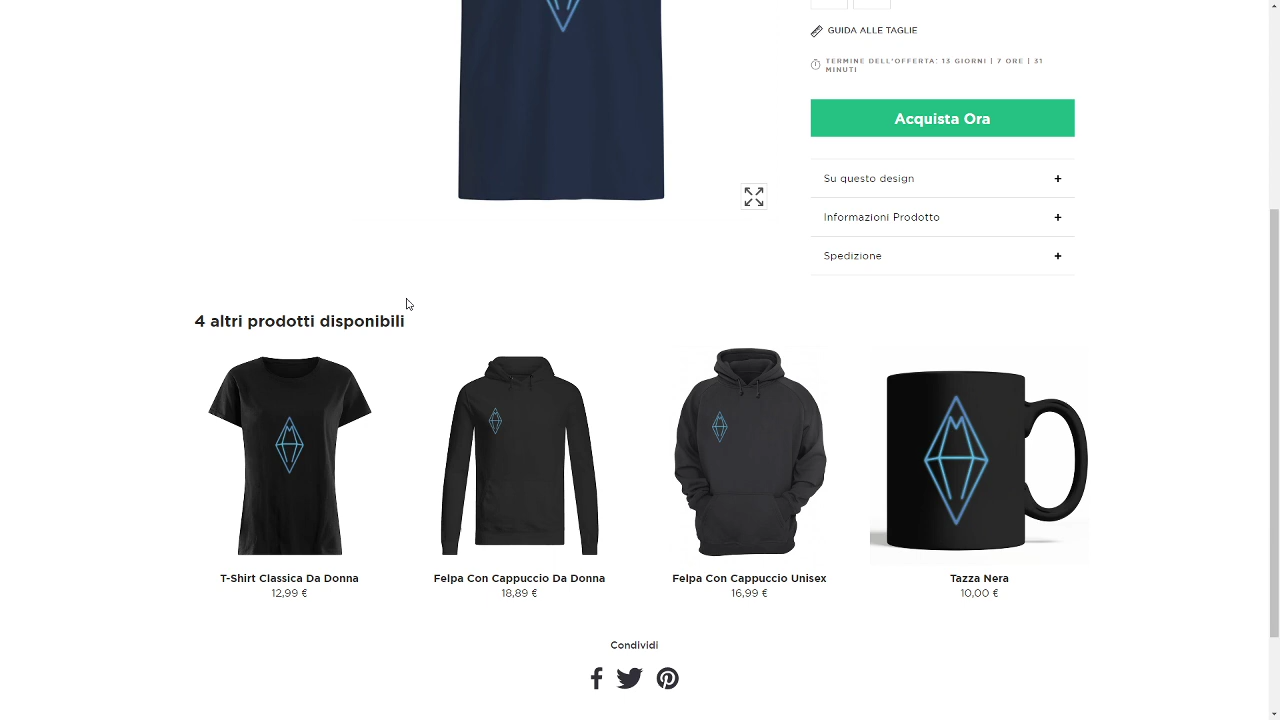 GUIDA ALLE TAGLIE
TERMINE DELL'OFFERTA: 13 GIORNI | 7 ORE | 31
MINUTI
Acquista Ora
Su questo design +
Informazioni Prodotto +
Spedizione +
4 altri prodotti disponibili
T-Shirt Classica Da Donna
12,99 €
Felpa Con Cappuccio Da Donna
18,89 €
Felpa Con Cappuccio Unisex
16,99 €
Tazza Nera
10,00 €
Condividi